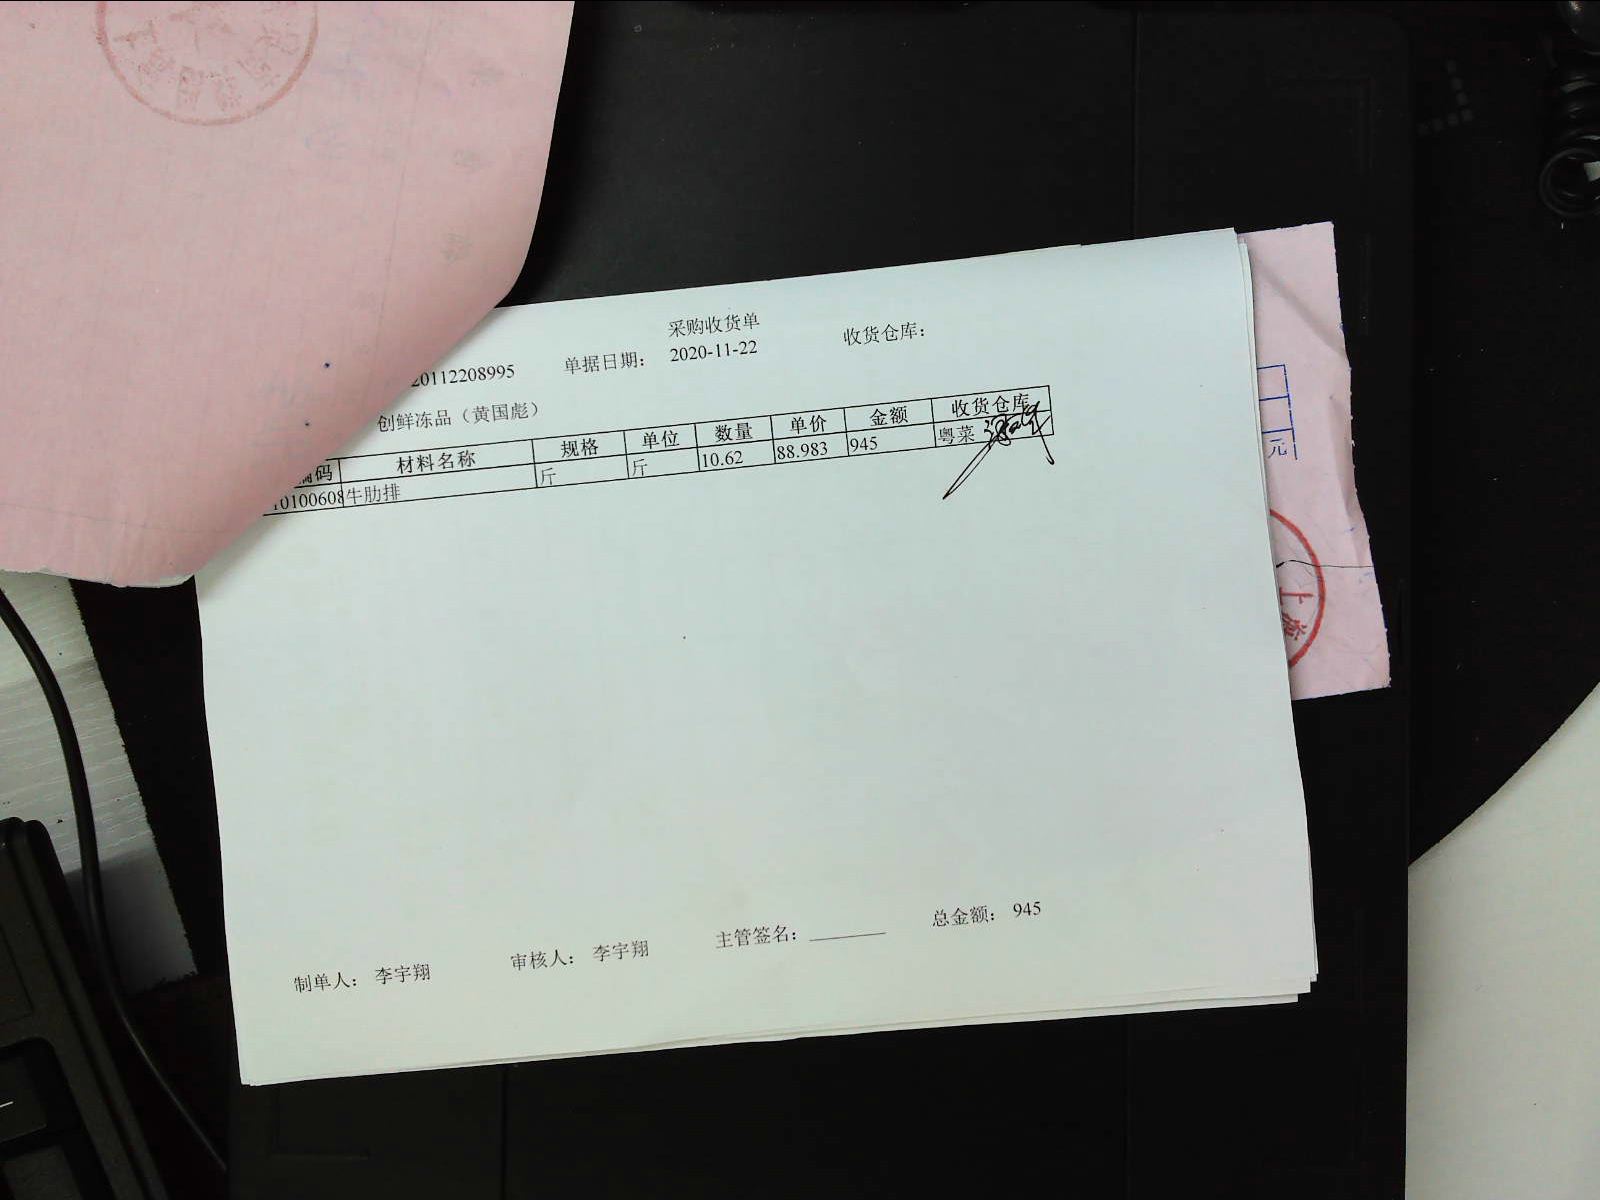 采购收货单
20112208995 单据日期： 2020-11-22 收货仓库：
创鲜冻品（黄国彪）
编码 材料名称 规格 单位 数量 单价 金额 收货仓库
10100608 牛肋排 斤 斤 10.62 88.983 945 粤菜
元
上
制单人： 李宇翔 审核人： 李宇翔 主管签名： 总金额： 945